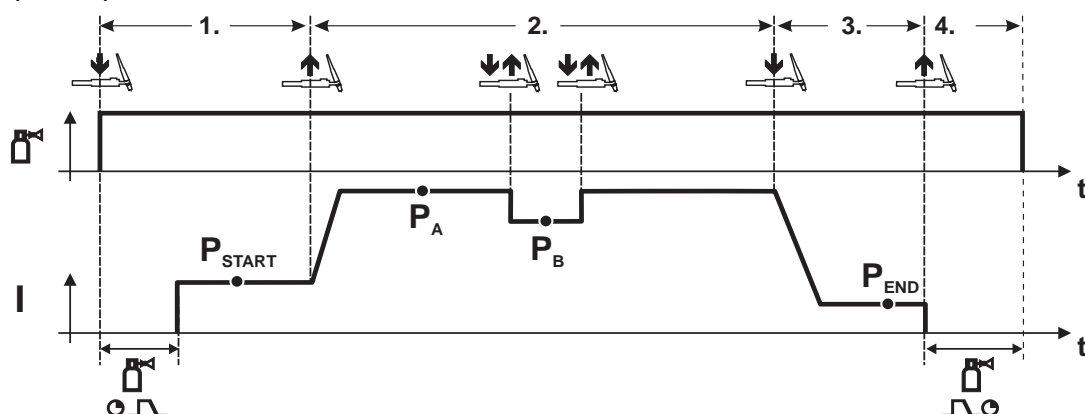 1. 2. 3. 4.
t
P_A
P_B
P_START
P_END
I
t